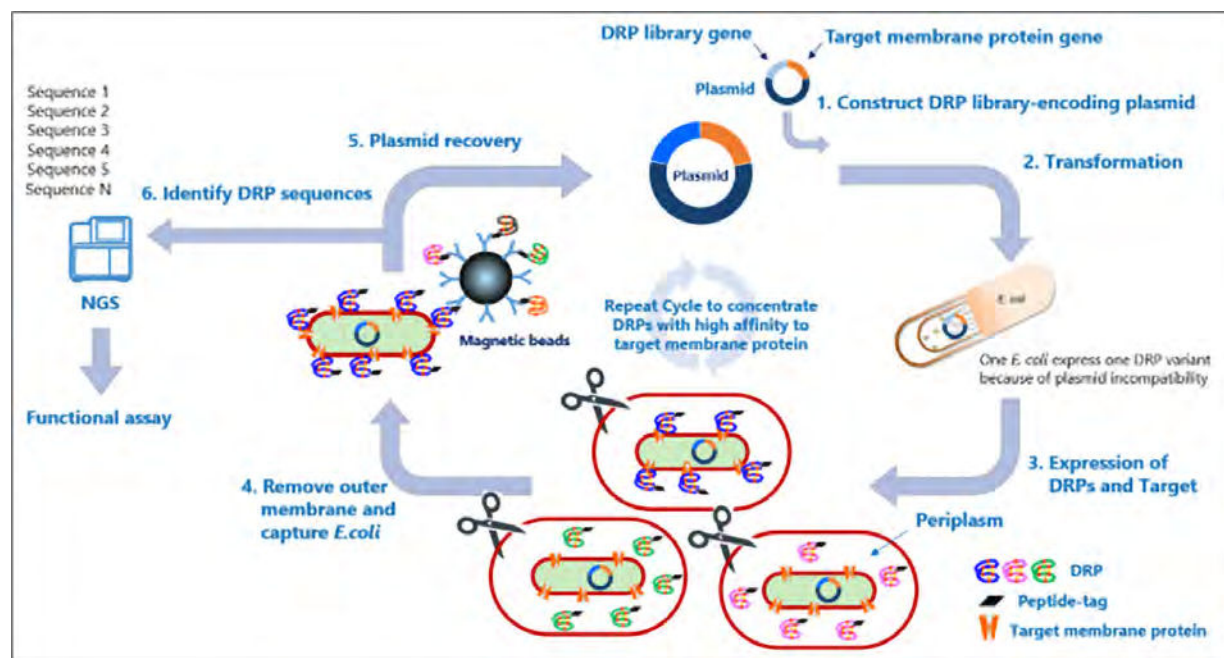 DRP library gene
Target membrane protein gene
Plasmid
1. Construct DRP library-encoding plasmid
Sequence 1
Sequence 2
Sequence 3
Sequence 4
Sequence 5
Sequence N
5. Plasmid recovery
Plasmid
2. Transformation
6. Identify DRP sequences
NGS
Magnetic beads
Repeat Cycle to concentrate
DRPs with high affinity to
target membrane protein
E. coli
One E. coli express one DRP variant
because of plasmid incompatibility
Functional assay
4. Remove outer
membrane and
capture E.coli
3. Expression of
DRPs and Target
Periplasm
DRP
Peptide-tag
Target membrane protein